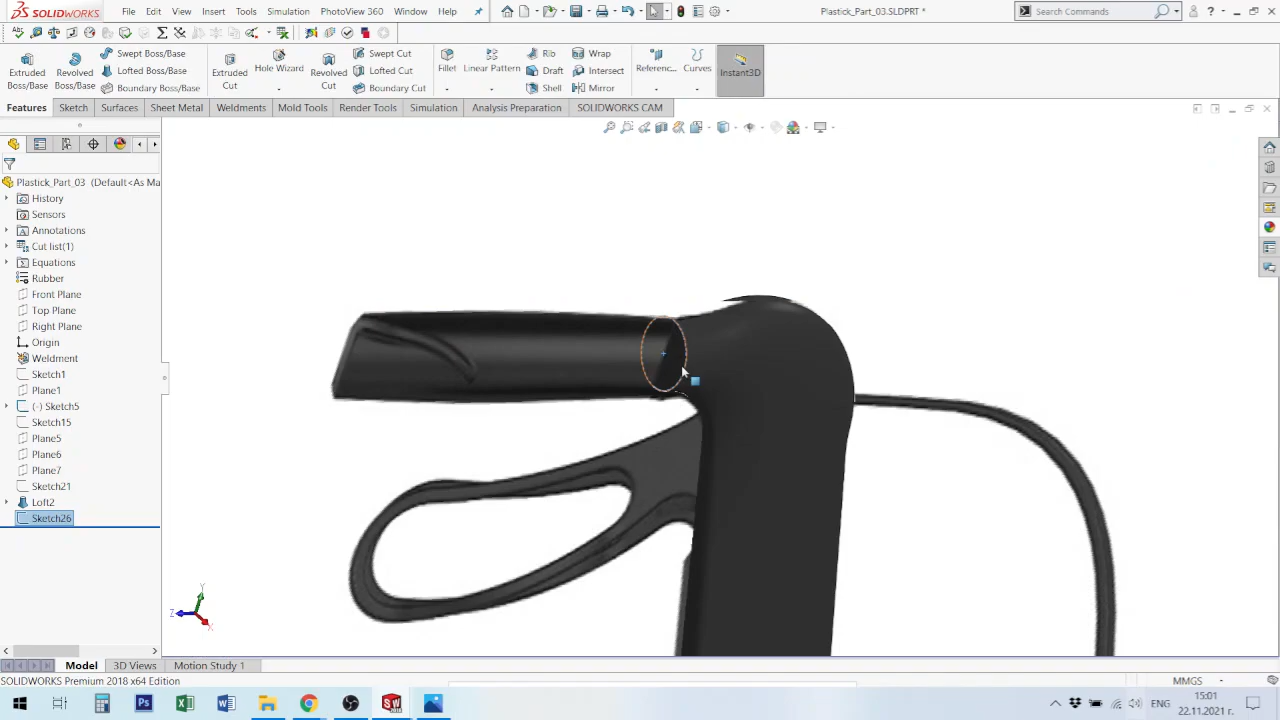 SOLIDWORKS
File Edit View Insert Tools Simulation PhotoView 360 Window Help
Plastick_Part_03.SLDPRT *
Search Commands
Extruded Boss/Base
Revolved Boss/Base
Swept Boss/Base
Lofted Boss/Base
Boundary Boss/Base
Extruded Cut
Hole Wizard
Revolved Cut
Swept Cut
Lofted Cut
Boundary Cut
Fillet
Linear Pattern
Rib
Draft
Shell
Wrap
Intersect
Mirror
Referenc...
Curves
Instant3D
Features Sketch Surfaces Sheet Metal Weldments Mold Tools Render Tools Simulation Analysis Preparation SOLIDWORKS CAM
Plastick_Part_03 (Default<As Ma
History
Sensors
Annotations
Cut list(1)
Equations
Rubber
Front Plane
Top Plane
Right Plane
Origin
Weldment
Sketch1
Plane1
(-) Sketch5
Sketch15
Plane5
Plane6
Plane7
Sketch21
Loft2
Sketch26
Y
Z
X
Model 3D Views Motion Study 1
SOLIDWORKS Premium 2018 x64 Edition
MMGS
ENG
15:01
22.11.2021 г.